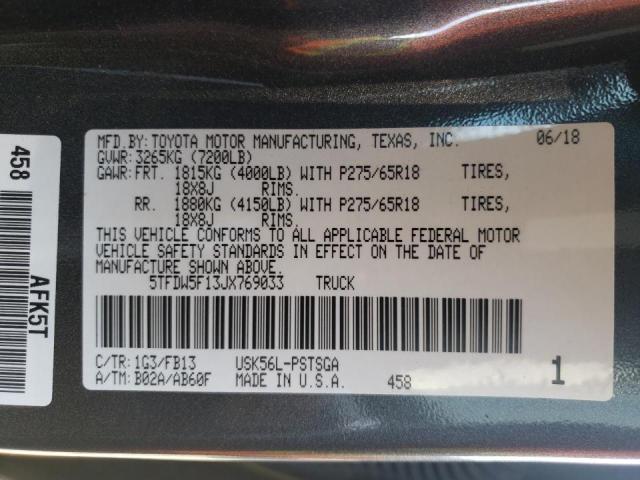 MFD.BY:TOYOTA MOTOR MANUFACTURING, TEXAS, INC. 06/18
GVWR:3265KG (7200LB)
GAWR:FRT. 1815KG (4000LB) WITH P275/65R18 TIRES,
18X8J RIMS.
RR. 1880KG (4150LB) WITH P275/65R18 TIRES,
18X8J RIMS.
THIS VEHICLE CONFORMS TO ALL APPLICABLE FEDERAL MOTOR
VEHICLE SAFETY STANDARDS IN EFFECT ON THE DATE OF
MANUFACTURE SHOWN ABOVE.
5TFDW5F13JX769033 TRUCK
C/TR:1G3/FB13 USK56L-PSTSGA
A/TM:B02A/AB60F MADE IN U.S.A. 458 1
458
AFK5T